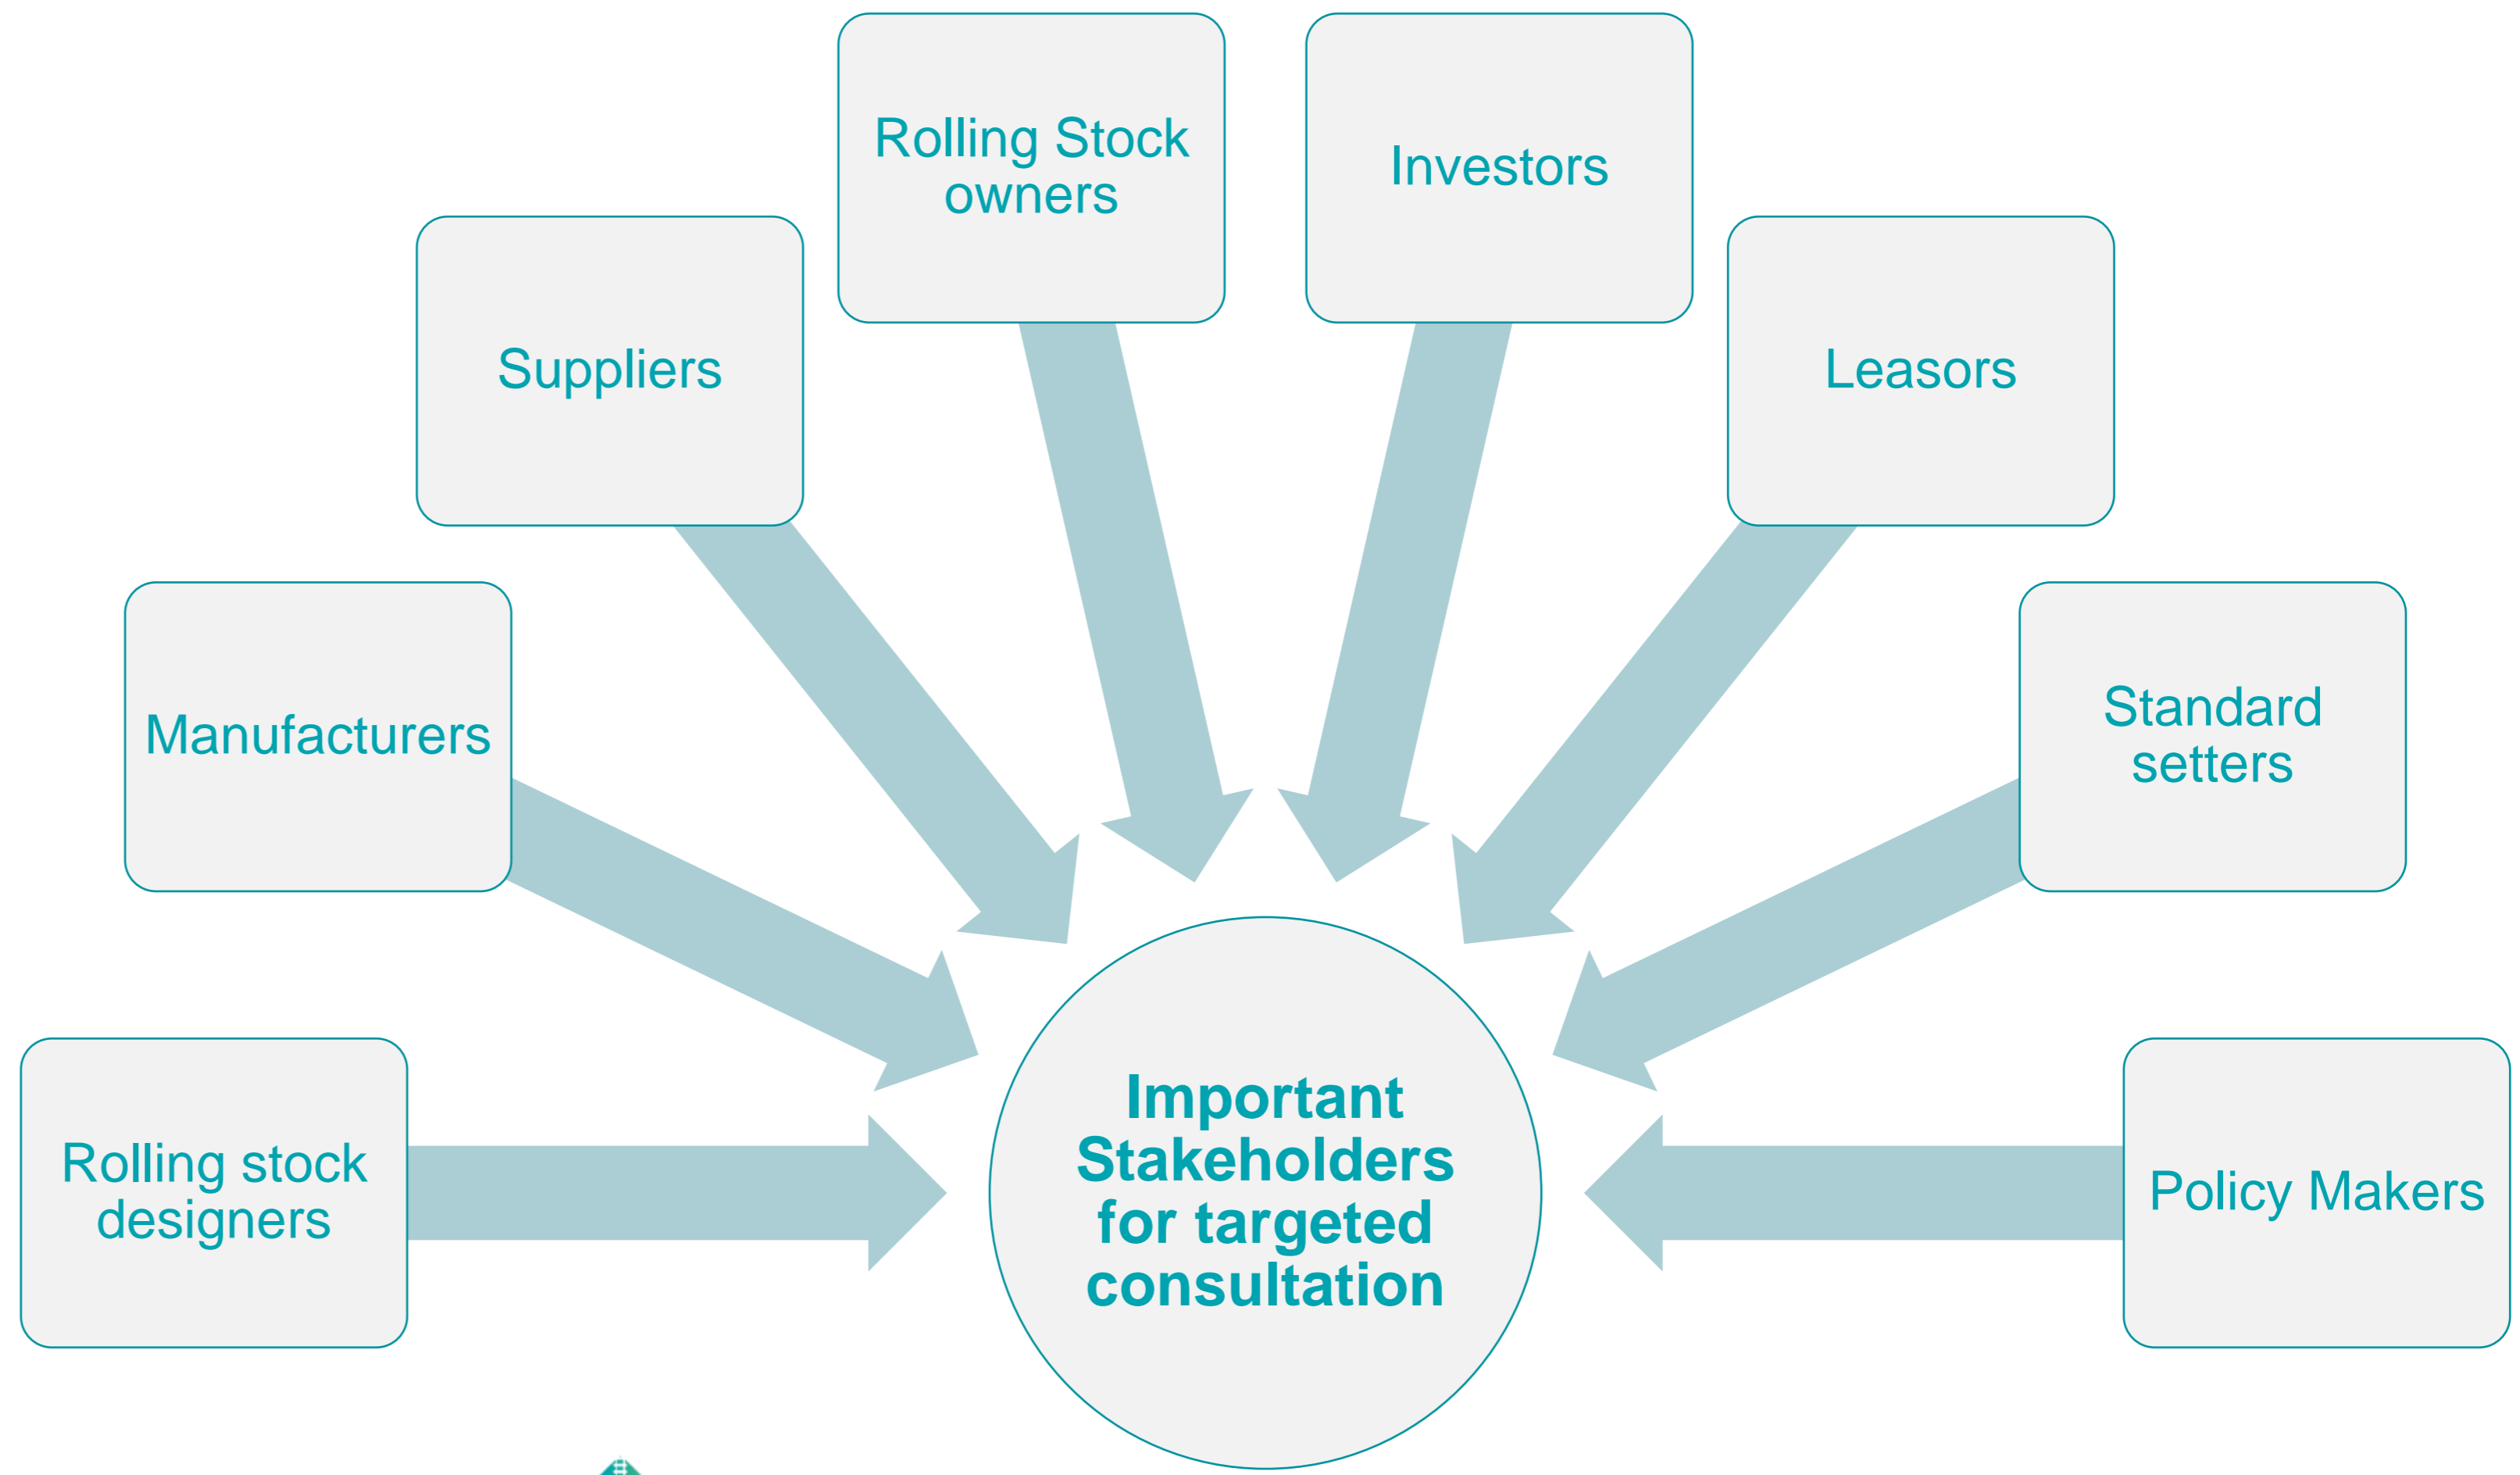 Rolling Stock
owners
Investors
Suppliers
Leasors
Manufacturers
Standard
setters
Rolling stock
designers
Important
Stakeholders
for targeted
consultation
Policy Makers